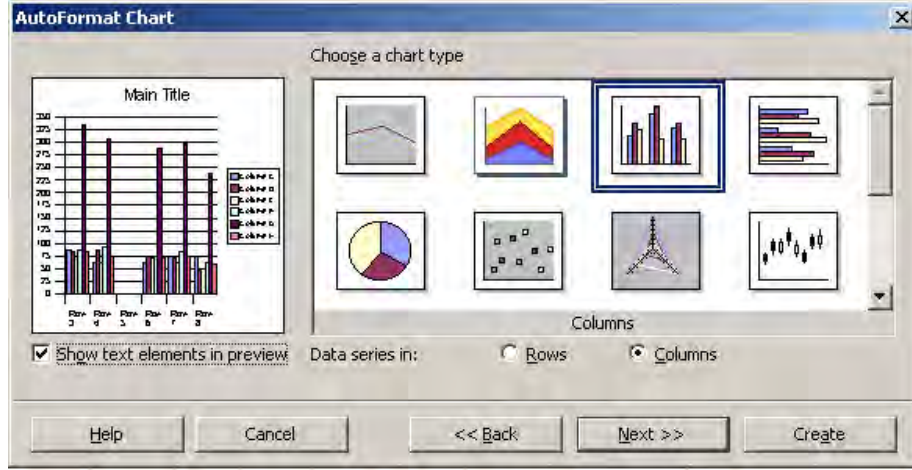 AutoFormat Chart
Choose a chart type
Main Title
Columns
Show text elements in preview
Data series in:
Rows
Columns
Help
Cancel
<< Back
Next >>
Create